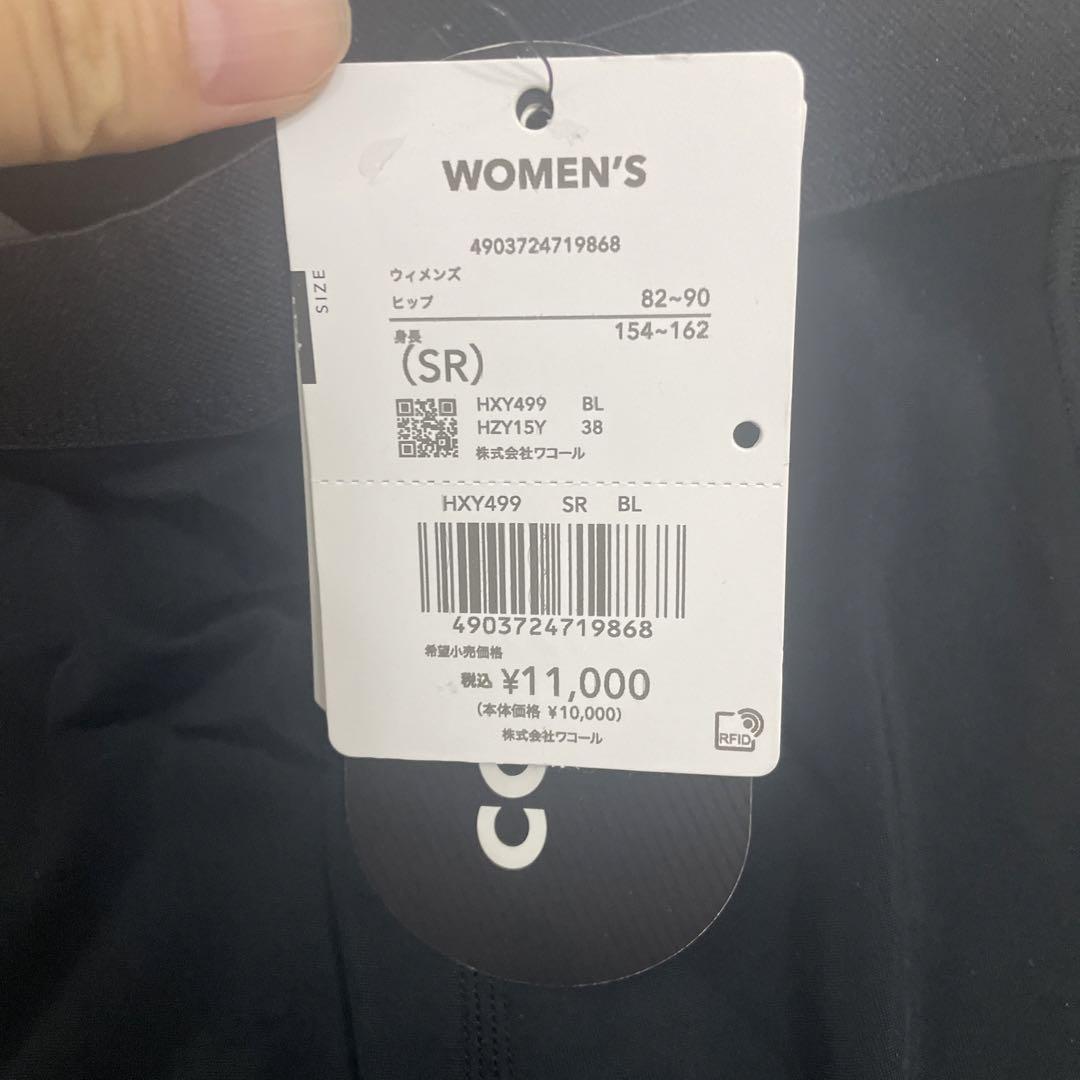 WOMEN'S
4903724719868
SIZE
ウィメンズ
ヒップ 82~90
身長 154~162
(SR)
HXY499 BL
HZY15Y 38
株式会社ワコール
HXY499 SR BL
4903724719868
希望小売価格
税込 ¥11,000
(本体価格 ¥10,000)
株式会社ワコール
RFID